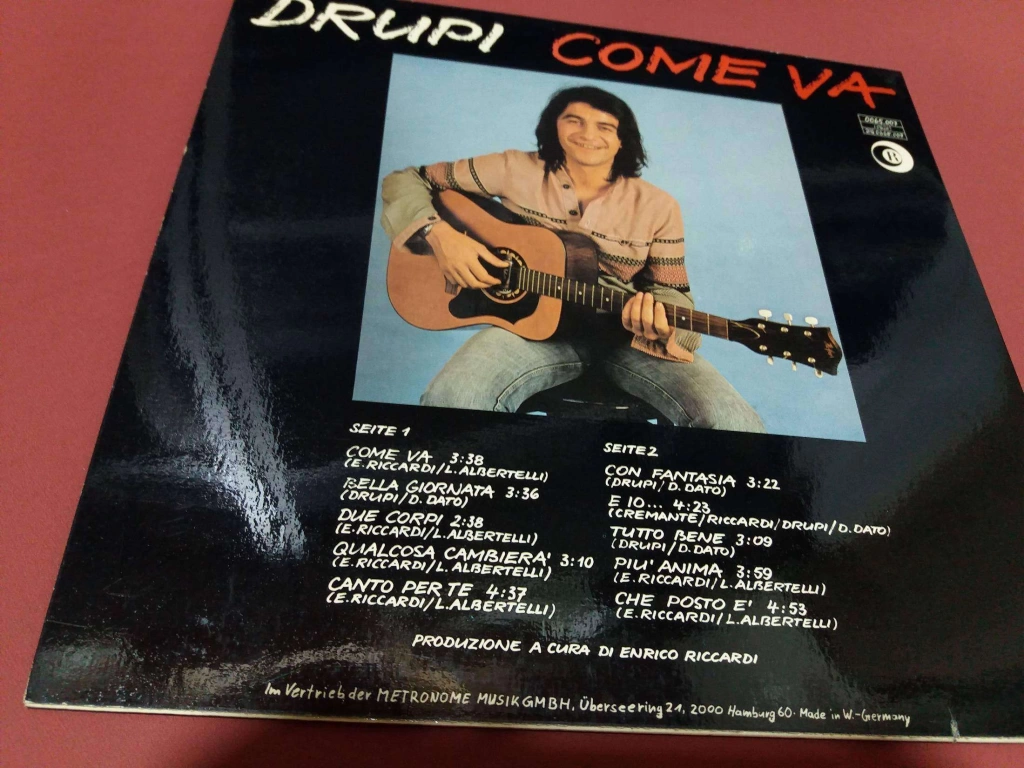 DRUPI COME VA
0065.001
B
SEITE 1
COME VA 3:38
(E. RICCARDI/L. ALBERTELLI)
BELLA GIORNATA 3:36
(DRUPI/D. DATO)
DUE CORPI 2:38
(E. RICCARDI/L. ALBERTELLI)
QUALCOSA CAMBIERA' 3:10
(E. RICCARDI/L. ALBERTELLI)
CANTO PER TE 4:37
(E. RICCARDI/L. ALBERTELLI)
SEITE 2
CON FANTASIA 3:22
(DRUPI/D. DATO)
E IO... 4:23
(CREMANTE/RICCARDI/DRUPI/D. DATO)
TUTTO BENE 3:09
(DRUPI/D. DATO)
PIU' ANIMA 3:59
(E. RICCARDI/L. ALBERTELLI)
CHE POSTO E' 4:53
(E. RICCARDI/L. ALBERTELLI)
PRODUZIONE A CURA DI ENRICO RICCARDI
Im Vertrieb der METRONOME MUSIK GMBH, Überseering 21, 2000 Hamburg 60 · Made in W.-Germany